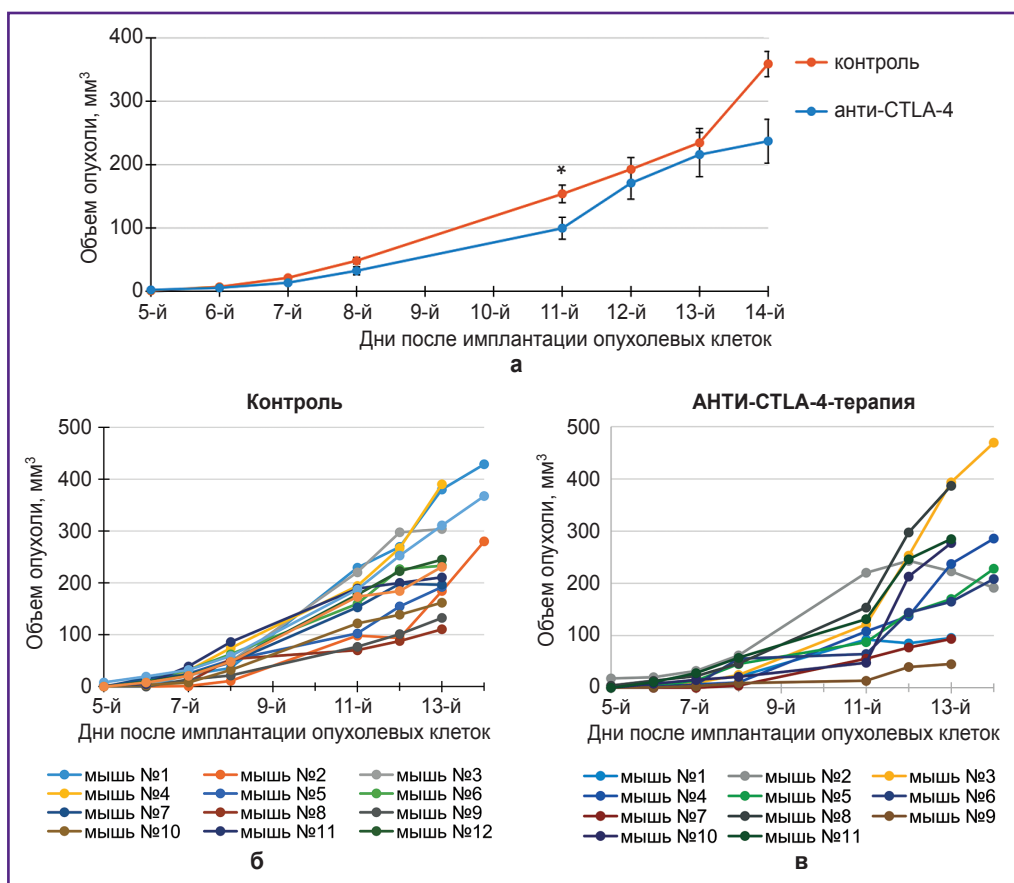 400
300
200
100
0
Объем опухоли, мм³
*
контроль
анти-CTLA-4
5-й 6-й 7-й 8-й 9-й 10-й 11-й 12-й 13-й 14-й
Дни после имплантации опухолевых клеток
а
Контроль
500
400
300
200
100
0
Объем опухоли, мм³
5-й 7-й 9-й 11-й 13-й
Дни после имплантации опухолевых клеток
мышь №1 мышь №2 мышь №3
мышь №4 мышь №5 мышь №6
мышь №7 мышь №8 мышь №9
мышь №10 мышь №11 мышь №12
б
АНТИ-CTLA-4-терапия
500
400
300
200
100
0
Объем опухоли, мм³
5-й 7-й 9-й 11-й 13-й
Дни после имплантации опухолевых клеток
мышь №1 мышь №2 мышь №3
мышь №4 мышь №5 мышь №6
мышь №7 мышь №8 мышь №9
мышь №10 мышь №11
в